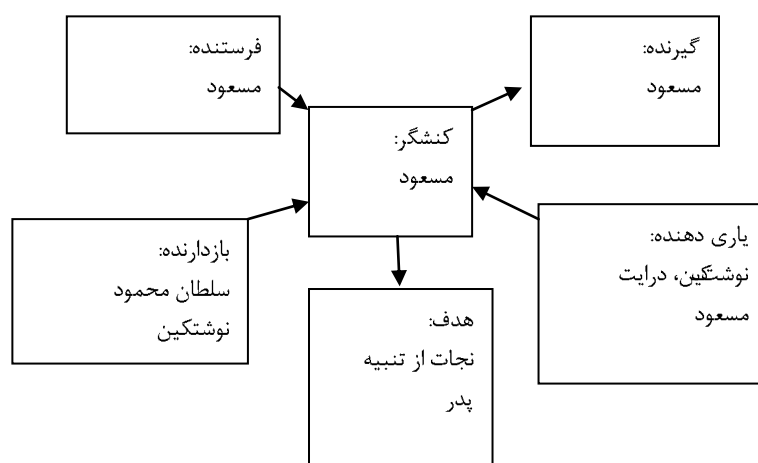 گیرنده:
مسعود
فرستنده:
مسعود
کنشگر:
مسعود
یاری دهنده:
نوشتکین، درایت
مسعود
بازدارنده:
سلطان محمود
نوشتکین
هدف:
نجات از تنبیه
پدر